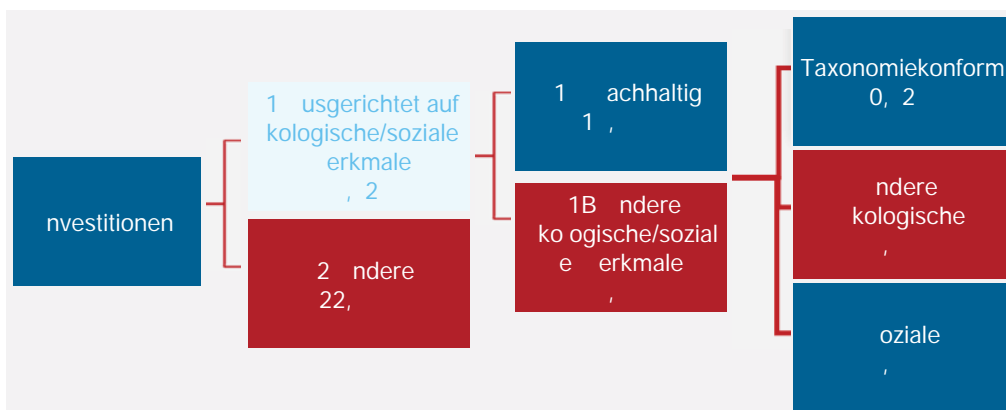 nvestitionen
1 usgerichtet auf
kologische/soziale
erkmale
, 2
2 ndere
22,
1 achhaltig
1 ,
1B ndere
ko ogische/sozial
e erkmale
,
Taxonomiekonform
0, 2
ndere
kologische
,
oziale
,